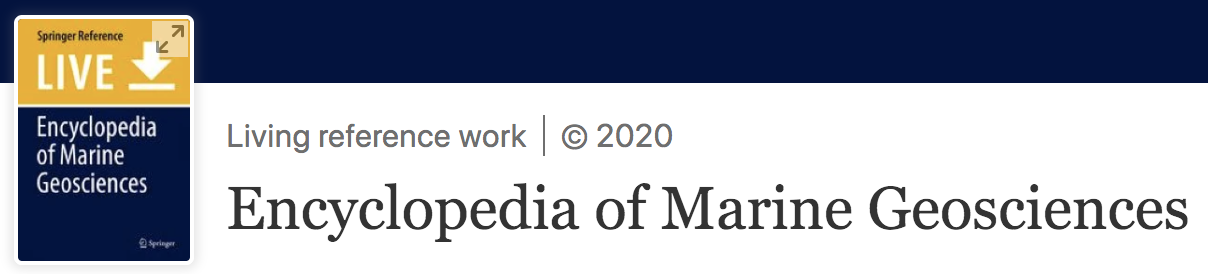 Springer Reference
LIVE
Encyclopedia
of Marine
Geosciences
Springer
Living reference work | © 2020
Encyclopedia of Marine Geosciences